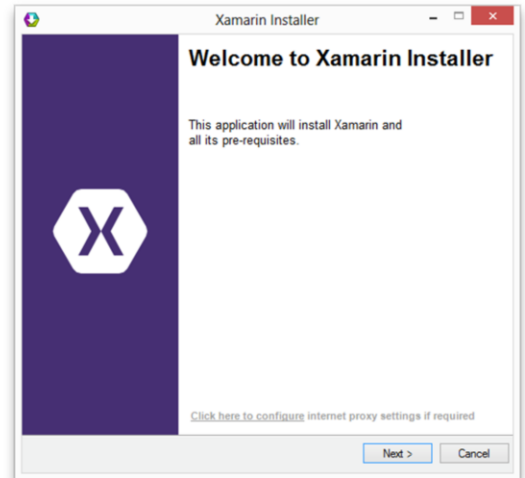 Xamarin Installer
Welcome to Xamarin Installer
This application will install Xamarin and
all its pre-requisites.
X
Click here to configure internet proxy settings if required
Next >
Cancel